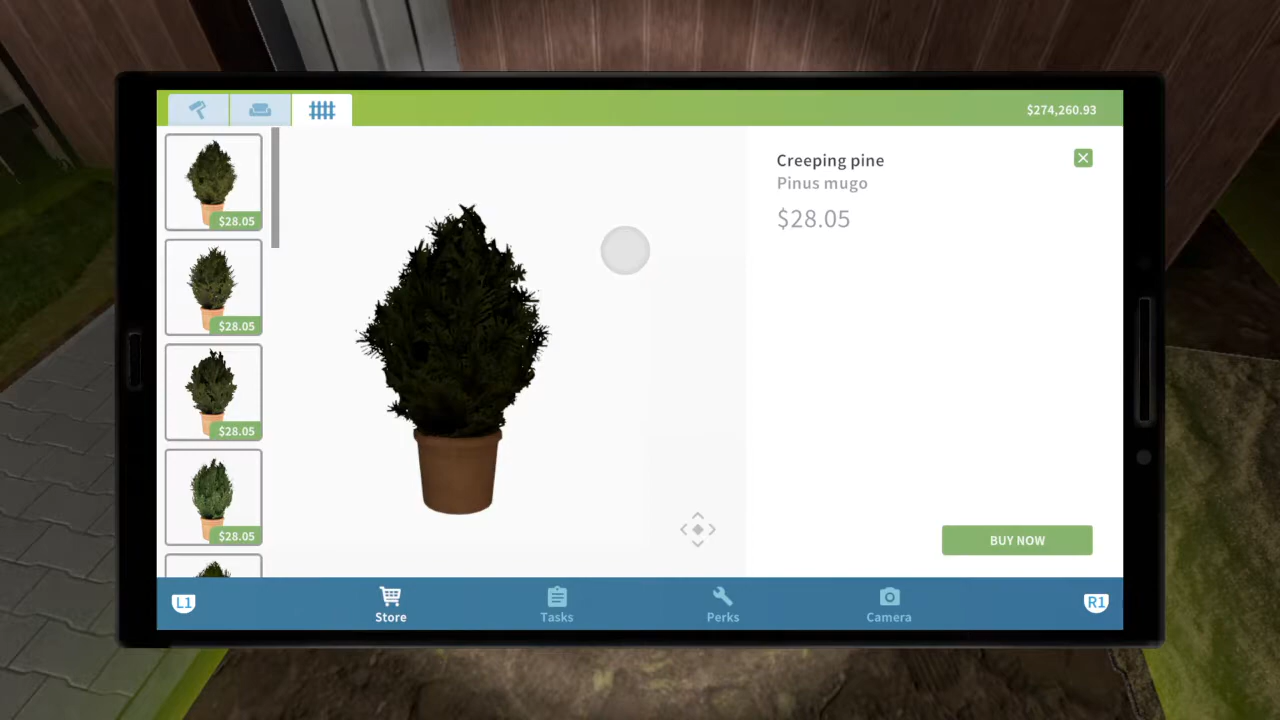 $274,260.93
$28.05
$28.05
$28.05
$28.05
Creeping pine
Pinus mugo
$28.05
BUY NOW
L1
Store
Tasks
Perks
Camera
R1